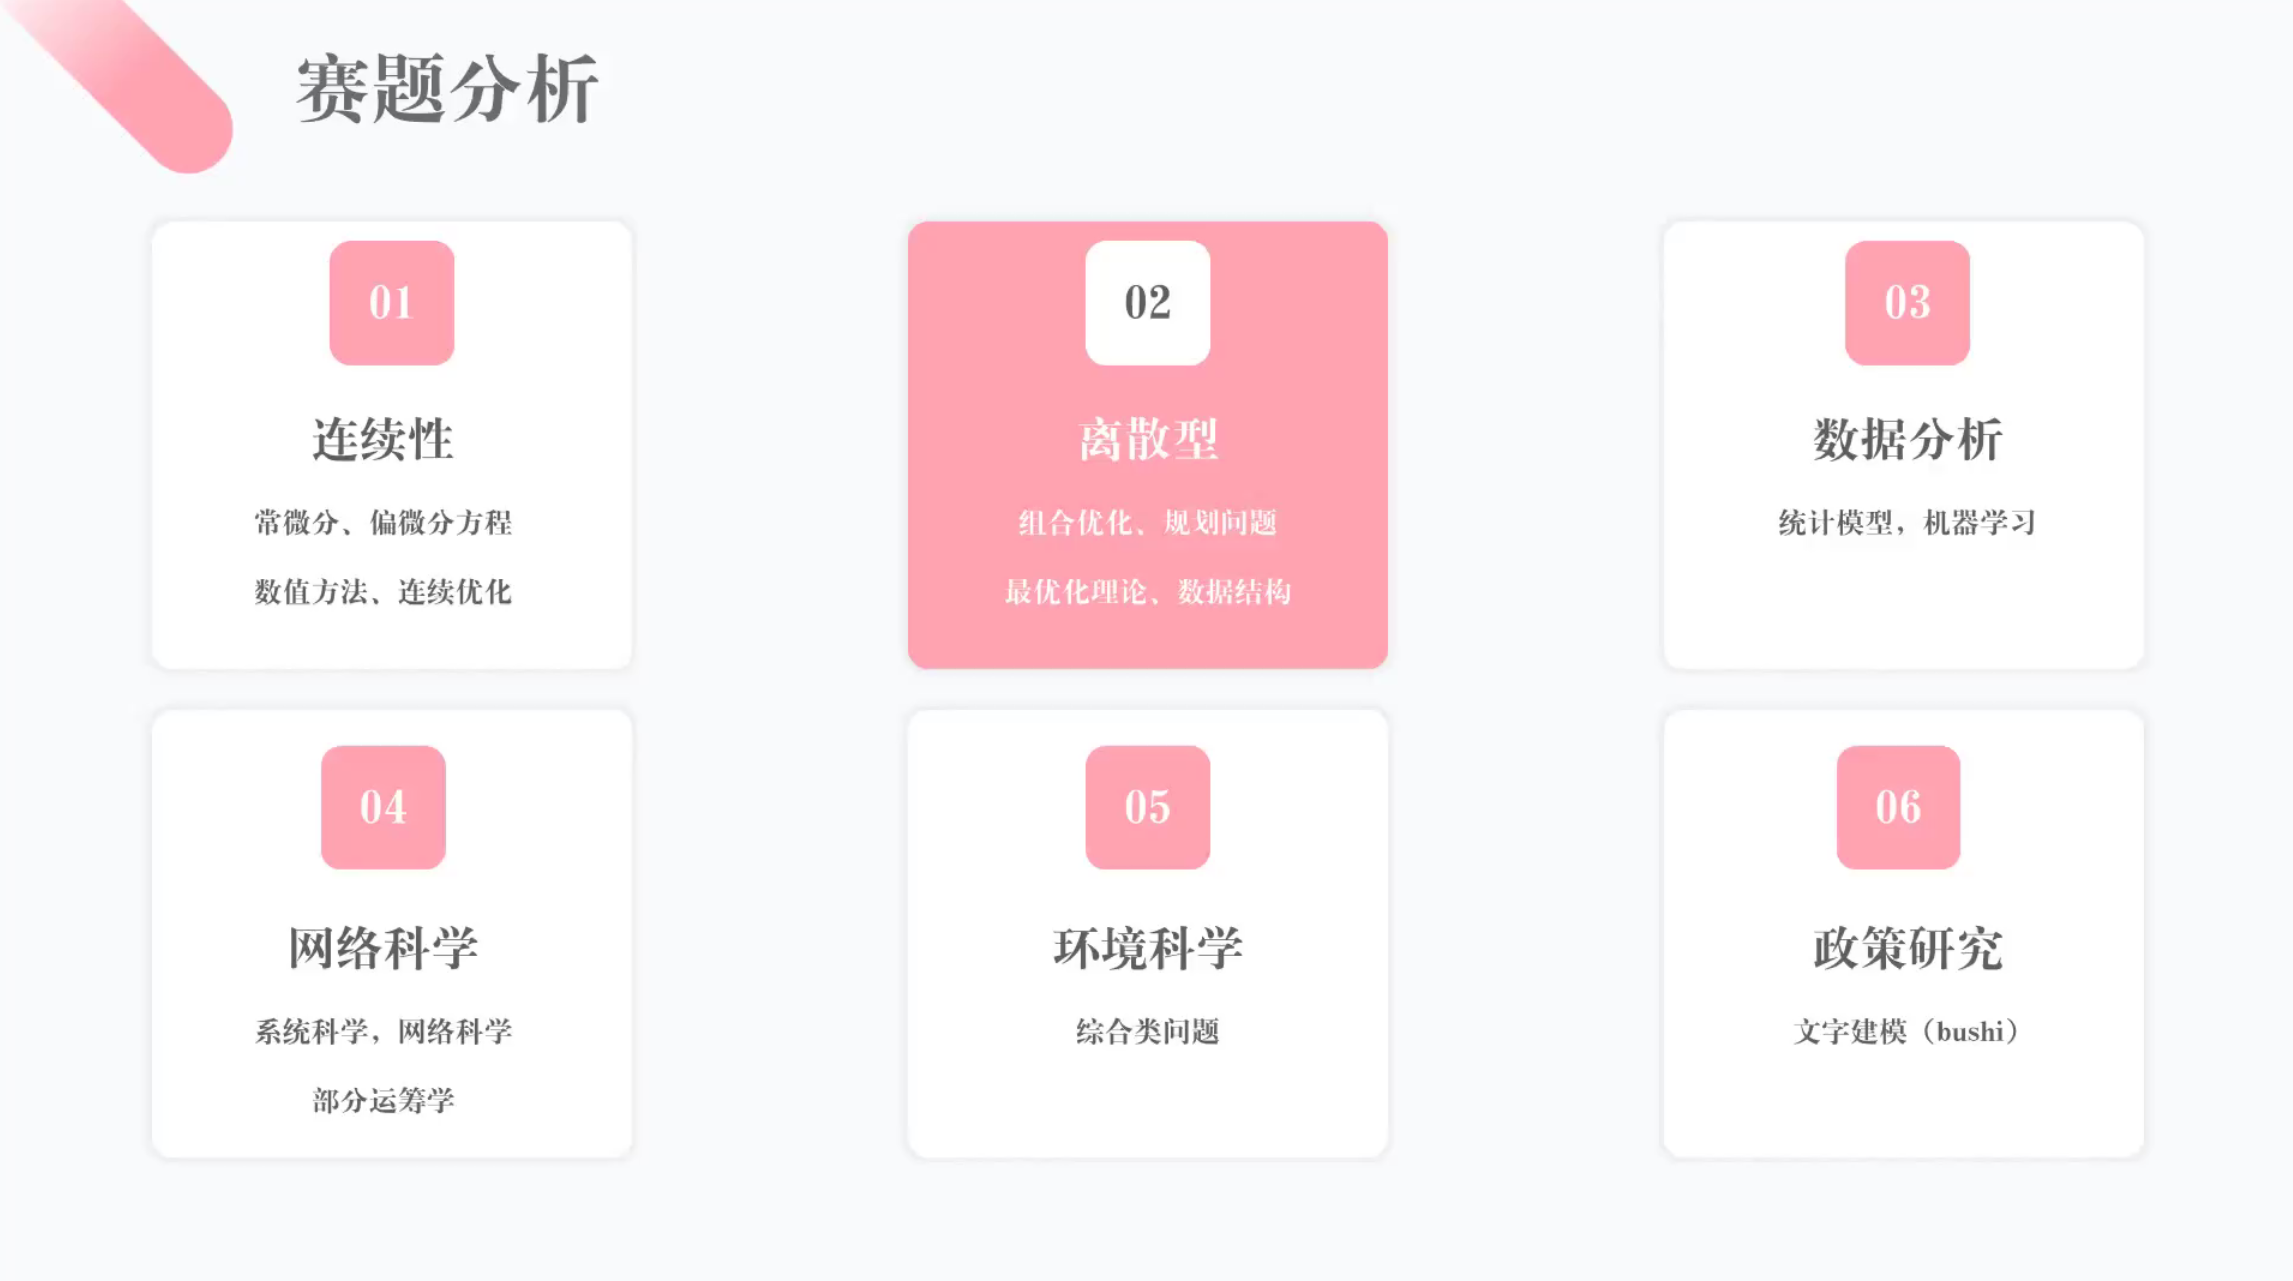 赛题分析
01
连续性
常微分、偏微分方程
数值方法、连续优化
02
离散型
组合优化、规划问题
最优化理论、数据结构
03
数据分析
统计模型，机器学习
04
网络科学
系统科学，网络科学
部分运筹学
05
环境科学
综合类问题
06
政策研究
文字建模（bushi）